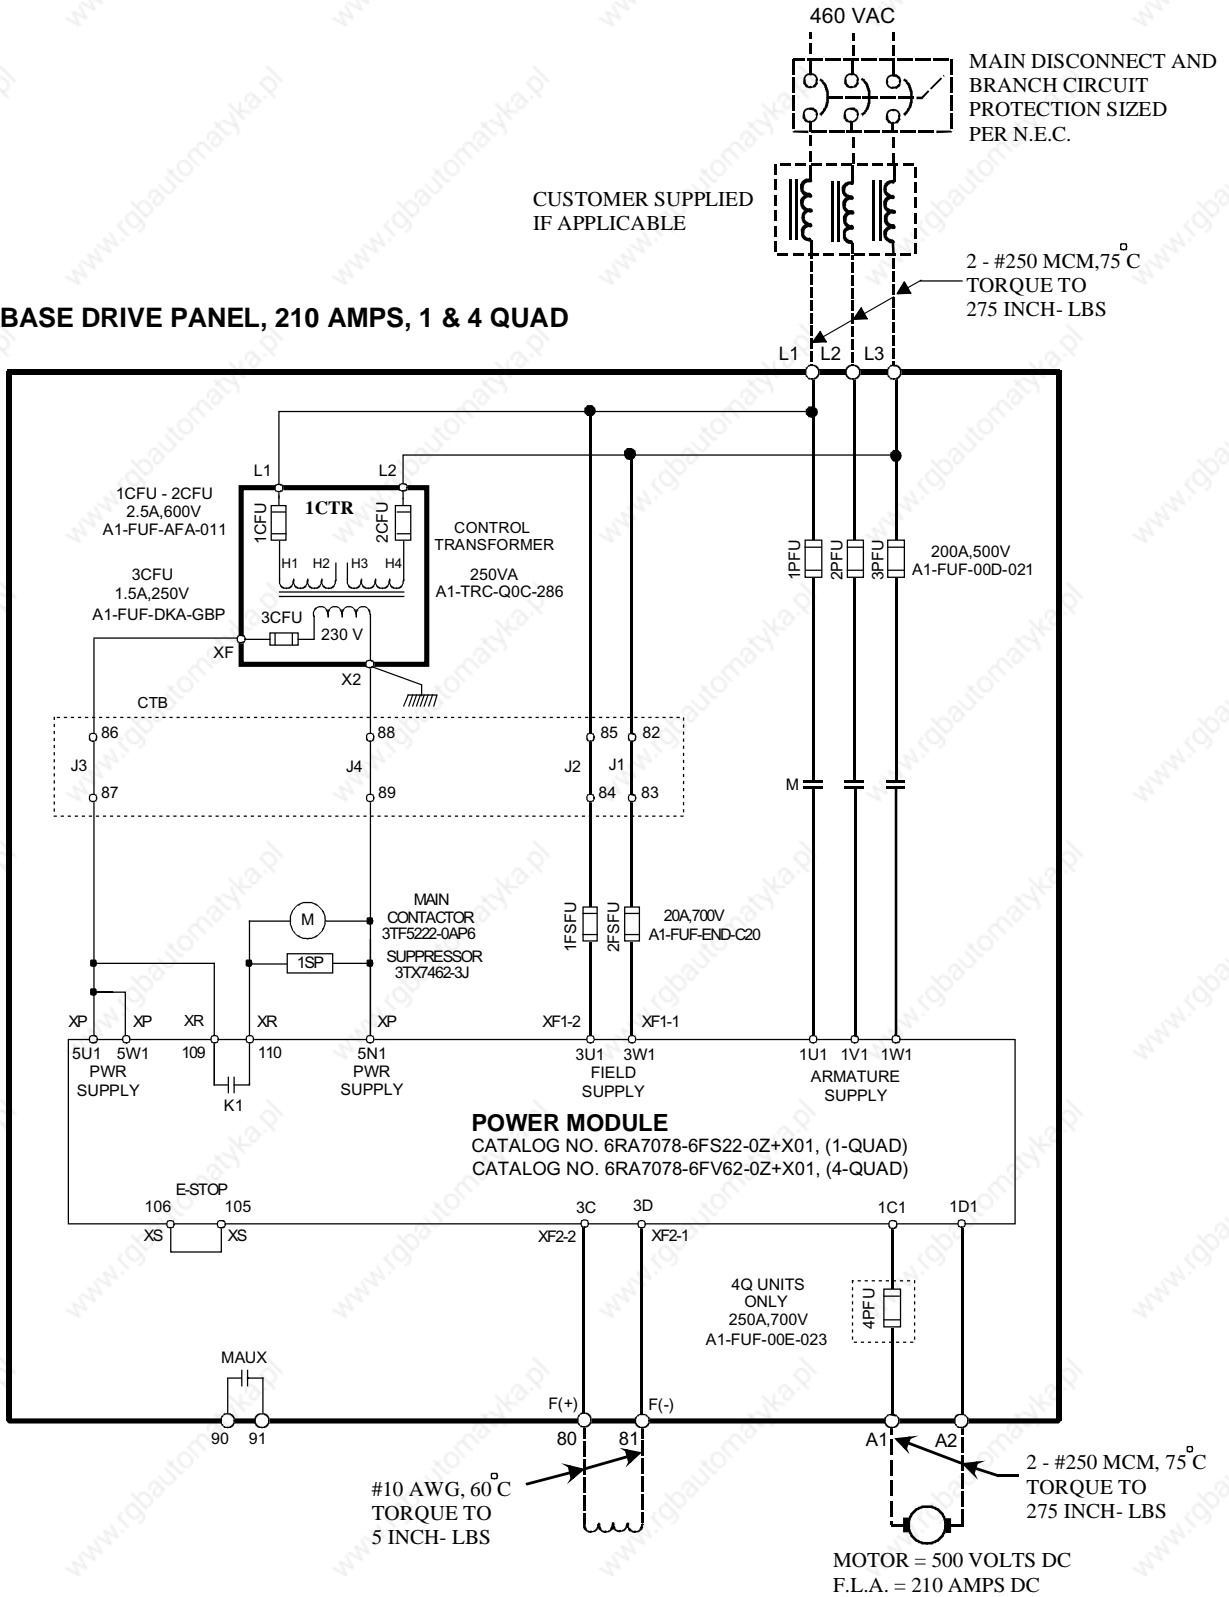 460 VAC
MAIN DISCONNECT AND
BRANCH CIRCUIT
PROTECTION SIZED
PER N.E.C.
CUSTOMER SUPPLIED
IF APPLICABLE
2 - #250 MCM,75°C
TORQUE TO
275 INCH- LBS
BASE DRIVE PANEL, 210 AMPS, 1 & 4 QUAD
L1 L2 L3
L1 L2
1CFU - 2CFU
2.5A,600V
A1-FUF-AFA-011
1CFU
1CTR
2CFU
CONTROL
TRANSFORMER
250VA
A1-TRC-Q0C-286
H1 H2 H3 H4
3CFU
1.5A,250V
A1-FUF-DKA-GBP
3CFU
230 V
XF
X2
1PFU
2PFU
3PFU
200A,500V
A1-FUF-00D-021
CTB
86 88 85 82
J3 J4 J2 J1
87 89 84 83
M
M
MAIN
CONTACTOR
3TF5222-0AP6
1SP
SUPPRESSOR
3TX7462-3J
1FSFU
2FSFU
20A,700V
A1-FUF-END-C20
XP XP XR XR XP XF1-2 XF1-1
5U1 5W1 109 110 5N1 3U1 3W1 1U1 1V1 1W1
PWR
SUPPLY
K1
PWR
SUPPLY
FIELD
SUPPLY
ARMATURE
SUPPLY
POWER MODULE
CATALOG NO. 6RA7078-6FS22-0Z+X01, (1-QUAD)
CATALOG NO. 6RA7078-6FV62-0Z+X01, (4-QUAD)
E-STOP
106 105 3C 3D 1C1 1D1
XS XS XF2-2 XF2-1
4Q UNITS
ONLY
250A,700V
A1-FUF-00E-023
4PFU
MAUX
F(+) F(-)
90 91 80 81 A1 A2
#10 AWG, 60°C
TORQUE TO
5 INCH- LBS
2 - #250 MCM, 75°C
TORQUE TO
275 INCH- LBS
MOTOR = 500 VOLTS DC
F.L.A. = 210 AMPS DC
www.rgbautomatyka.pl